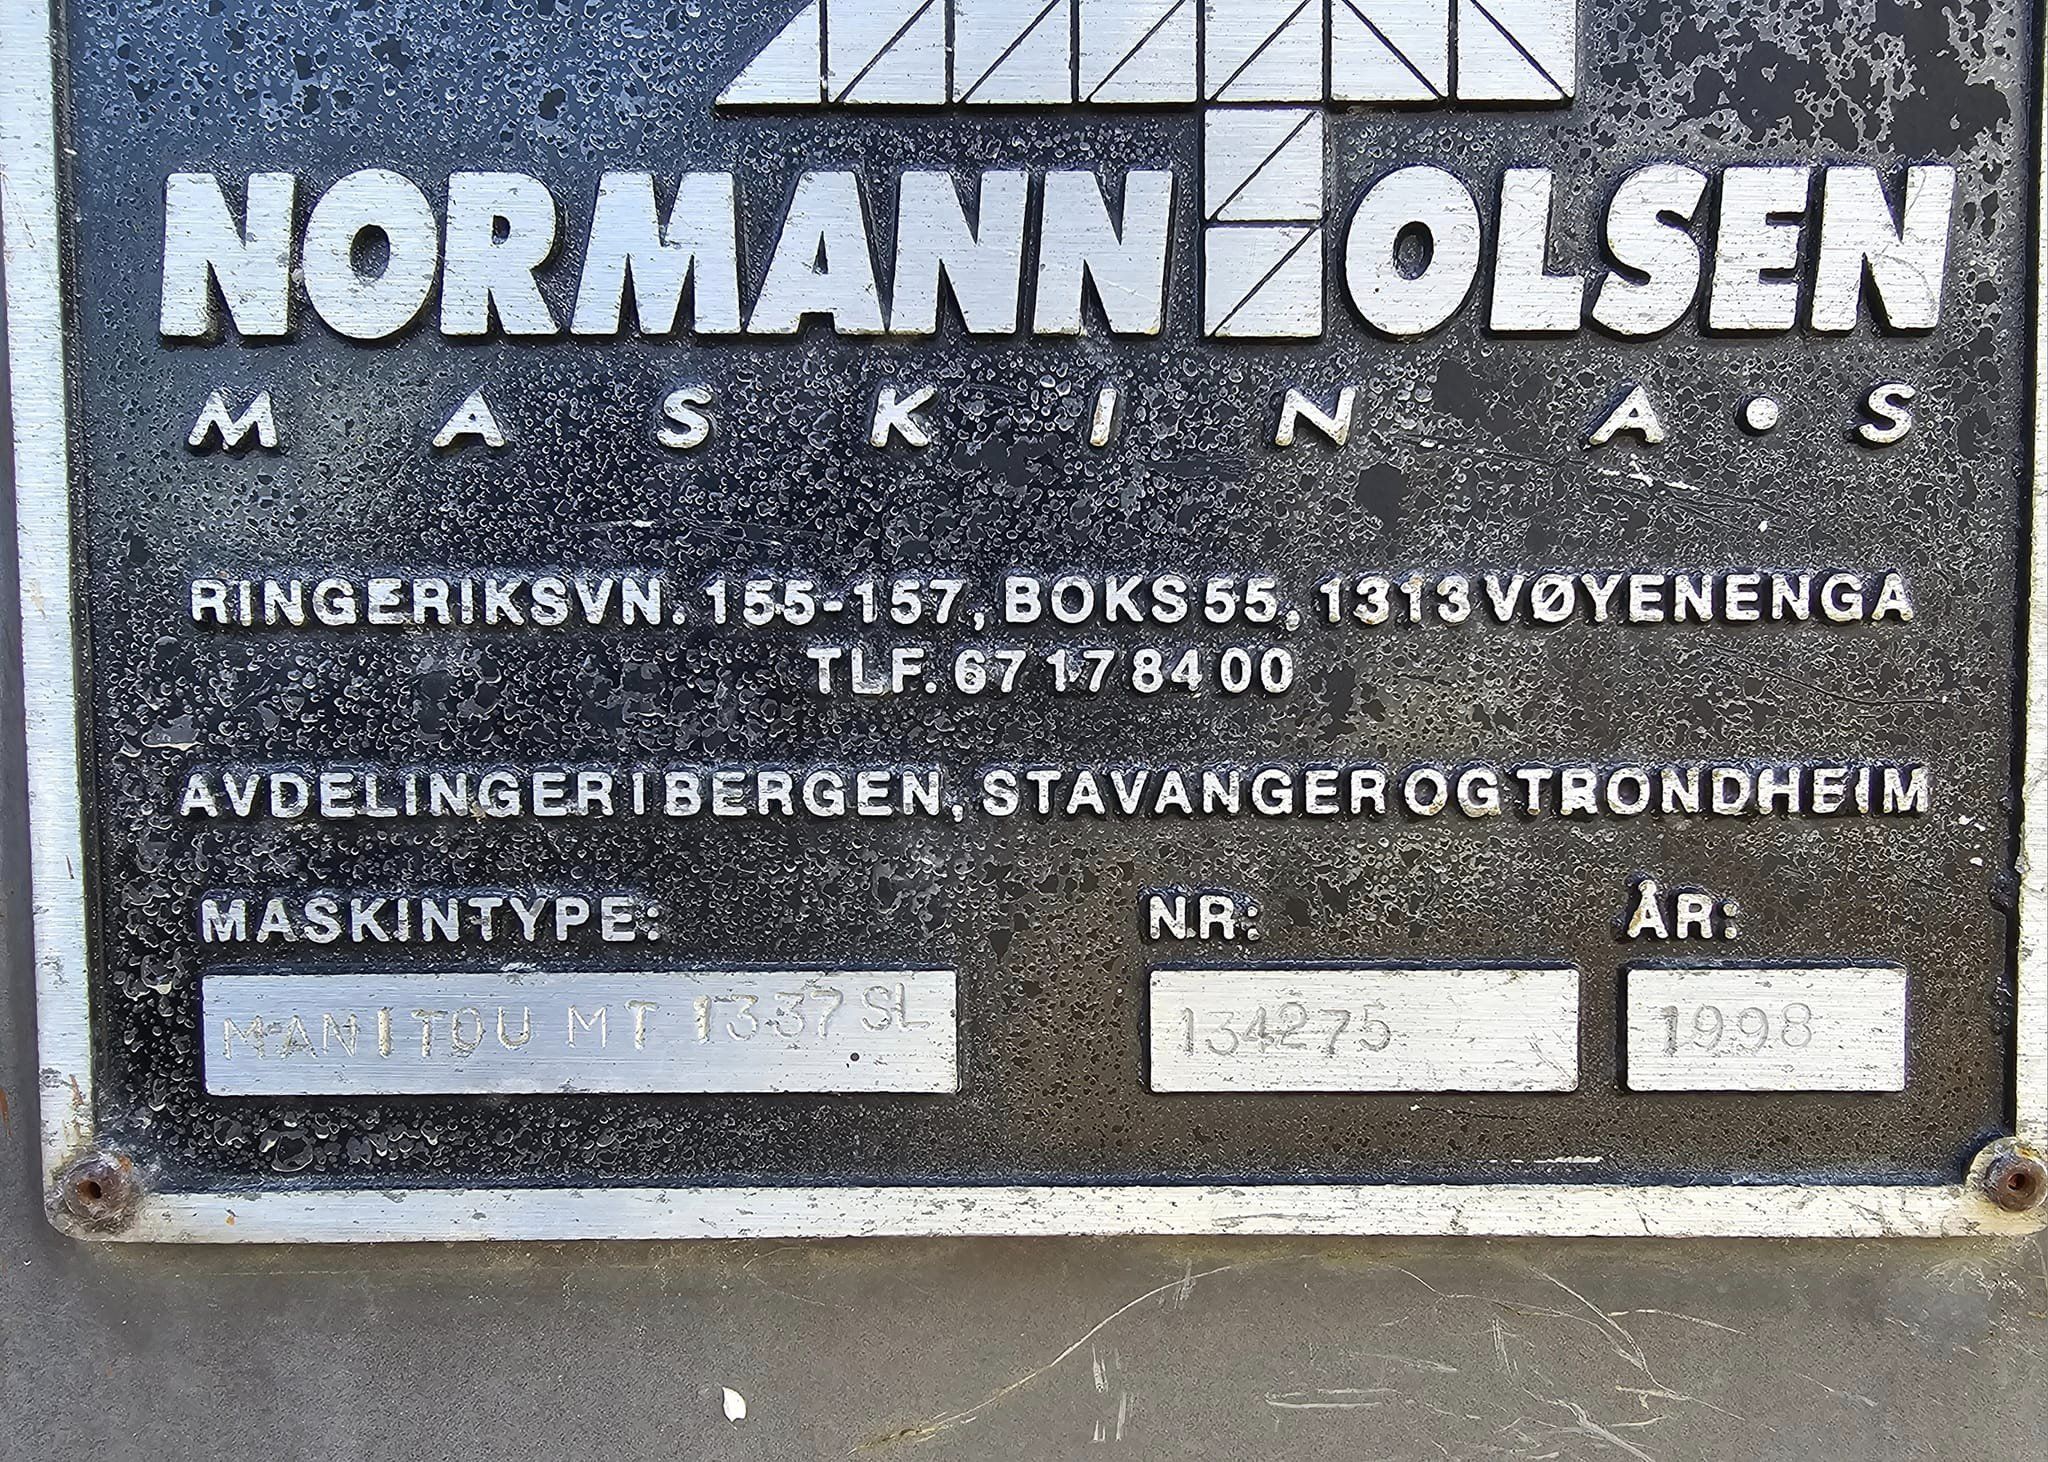 NORMANN OLSEN
MASKIN A•S
RINGERIKSVN. 155-157, BOKS 55, 1313 VØYENENGA
TLF. 67 17 84 00
AVDELINGER I BERGEN, STAVANGER OG TRONDHEIM
MASKINTYPE: NR: ÅR:
MANITOU MT 1337 SL 134275 1998